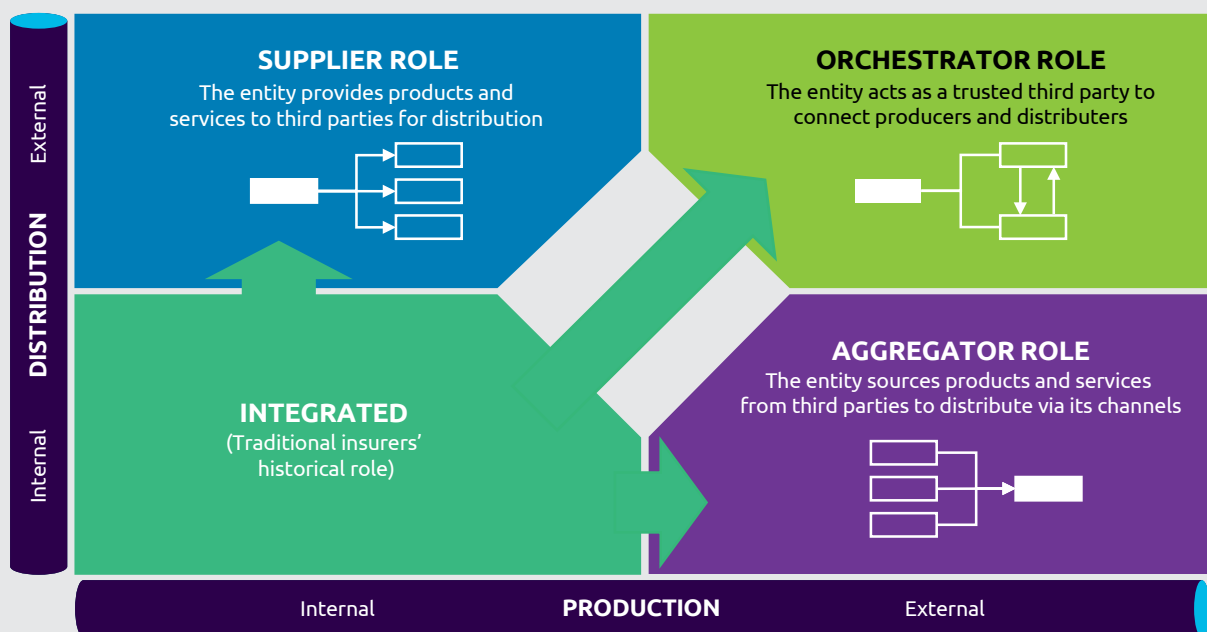 SUPPLIER ROLE
The entity provides products and
services to third parties for distribution
ORCHESTRATOR ROLE
The entity acts as a trusted third party to
connect producers and distributers
External
DISTRIBUTION
Internal
INTEGRATED
(Traditional insurers’
historical role)
AGGREGATOR ROLE
The entity sources products and services
from third parties to distribute via its channels
Internal
PRODUCTION
External